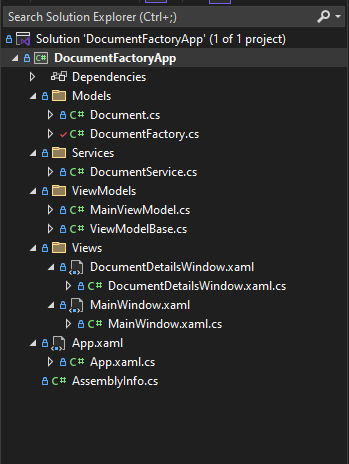 Search Solution Explorer (Ctrl+;)
Solution 'DocumentFactoryApp' (1 of 1 project)
C# DocumentFactoryApp
Dependencies
Models
C# Document.cs
C# DocumentFactory.cs
Services
C# DocumentService.cs
ViewModels
C# MainViewModel.cs
C# ViewModelBase.cs
Views
DocumentDetailsWindow.xaml
C# DocumentDetailsWindow.xaml.cs
MainWindow.xaml
C# MainWindow.xaml.cs
App.xaml
C# App.xaml.cs
C# AssemblyInfo.cs